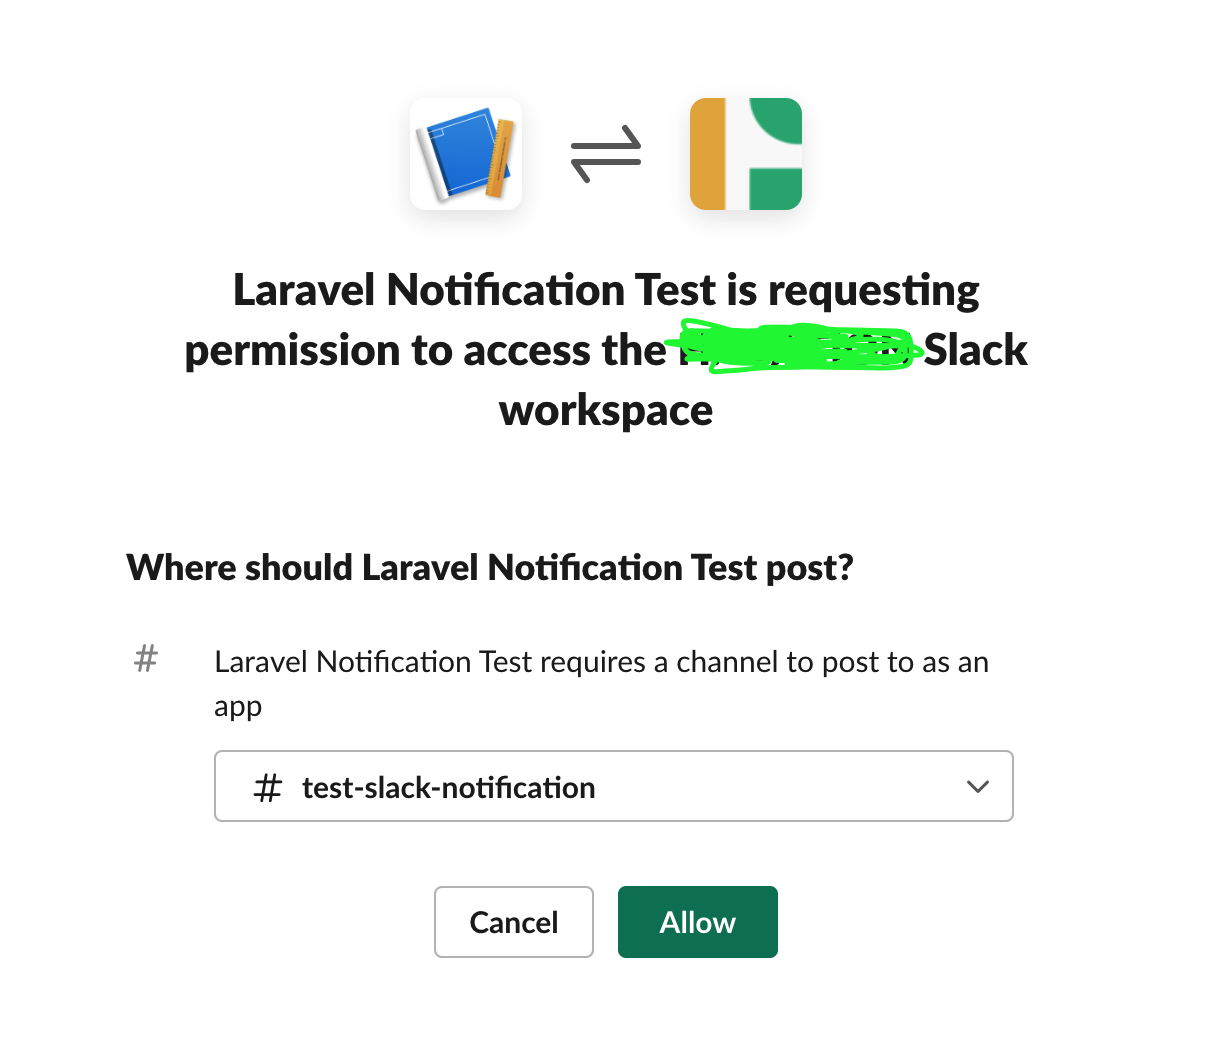 Laravel Notification Test is requesting
permission to access the Slack
workspace
Where should Laravel Notification Test post?
# Laravel Notification Test requires a channel to post to as an
app
# test-slack-notification
Cancel Allow